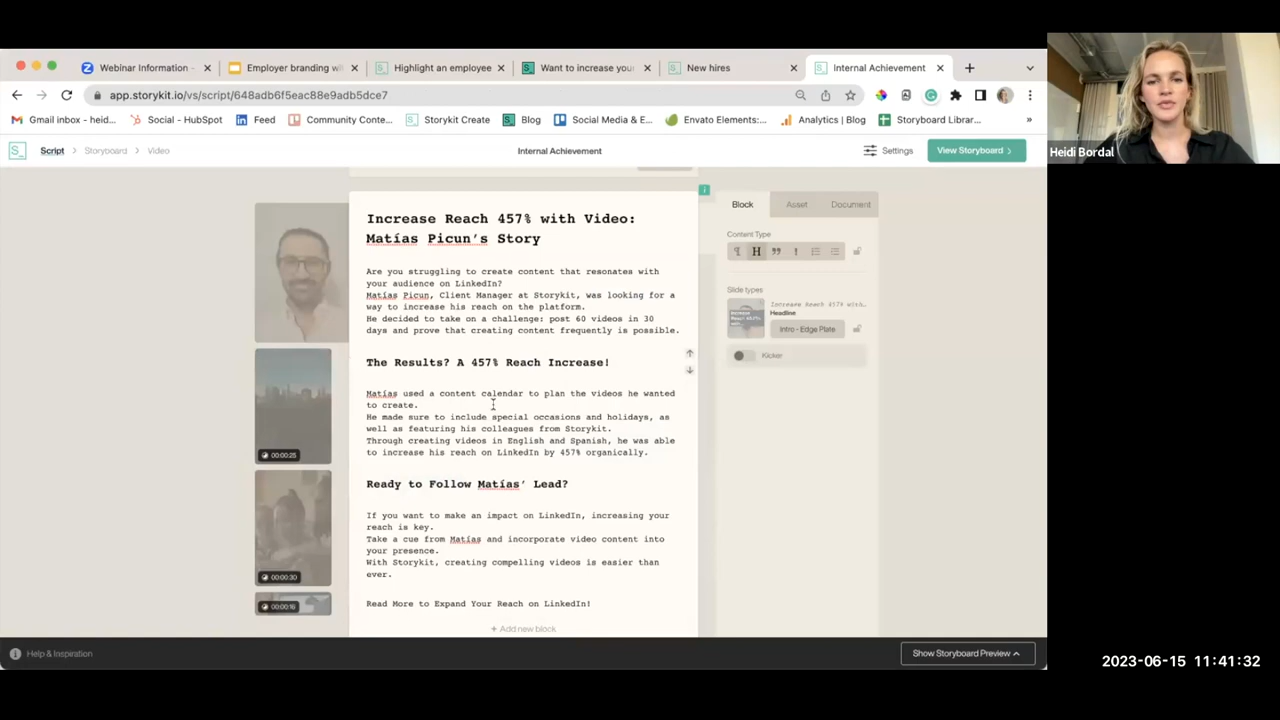 Webinar Information -
Employer branding wi
Highlight an employee
Want to increase your
New hires
Internal Achievement
app.storykit.io/vs/script/648adb6f5eac88e9adb5dce7
Gmail inbox - heid...
Social - HubSpot
Feed
Community Conte...
Storykit Create
Blog
Social Media & E...
Envato Elements:...
Analytics | Blog
Storyboard Librar...
»
S_
Script > Storyboard > Video
Internal Achievement
Settings
View Storyboard >
Heidi Bordal
Increase Reach 457% with Video:
Matías Picun's Story
Are you struggling to create content that resonates with
your audience on LinkedIn?
Matías Picun, Client Manager at Storykit, was looking for a
way to increase his reach on the platform.
He decided to take on a challenge: post 60 videos in 30
days and prove that creating content frequently is possible.
The Results? A 457% Reach Increase!
Matías used a content calendar to plan the videos he wanted
to create.
He made sure to include special occasions and holidays, as
well as featuring his colleagues from Storykit.
Through creating videos in English and Spanish, he was able
to increase his reach on LinkedIn by 457% organically.
Ready to Follow Matías' Lead?
If you want to make an impact on LinkedIn, increasing your
reach is key.
Take a cue from Matías and incorporate video content into
your presence.
With Storykit, creating compelling videos is easier than
ever.
Read More to Expand Your Reach on LinkedIn!
+ Add new block
00:00:25
00:00:30
00:00:16
Block
Asset
Document
Content Type
H
Slide types
Increase Reach 457% with...
Headline
Intro - Edge Plate
Kicker
Help & Inspiration
Show Storyboard Preview
2023-06-15 11:41:32